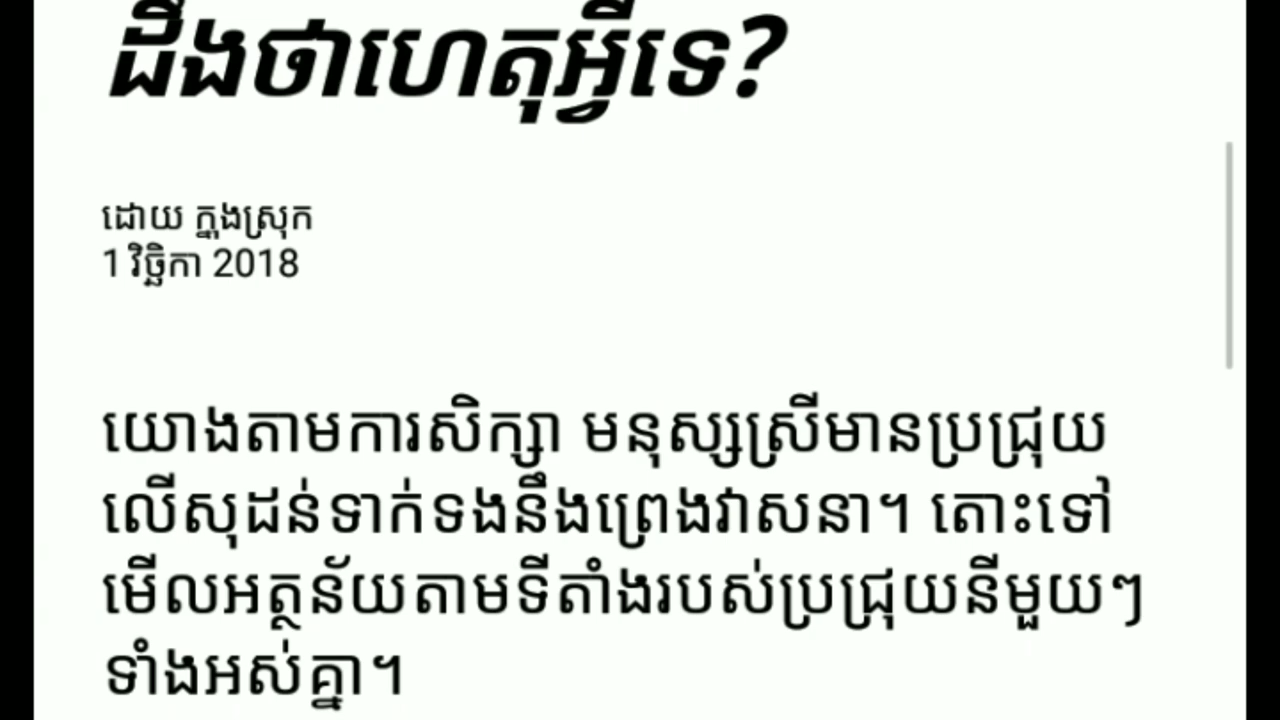 ដឹងថាហេតុអ្វីទេ?
ដោយ ក្នុងស្រុក
1 វិច្ឆិកា 2018
យោងតាមការសិក្សា មនុស្សស្រីមានប្រជ្រុយ
លើសុដន់ទាក់ទងនឹងព្រេងវាសនា។ តោះទៅ
មើលអត្ថន័យតាមទីតាំងរបស់ប្រជ្រុយនីមួយៗ
ទាំងអស់គ្នា។